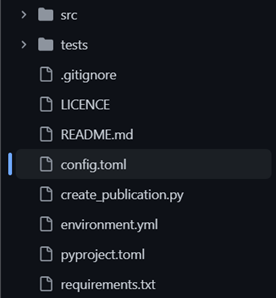 src
tests
.gitignore
LICENCE
README.md
config.toml
create_publication.py
environment.yml
pyproject.toml
requirements.txt